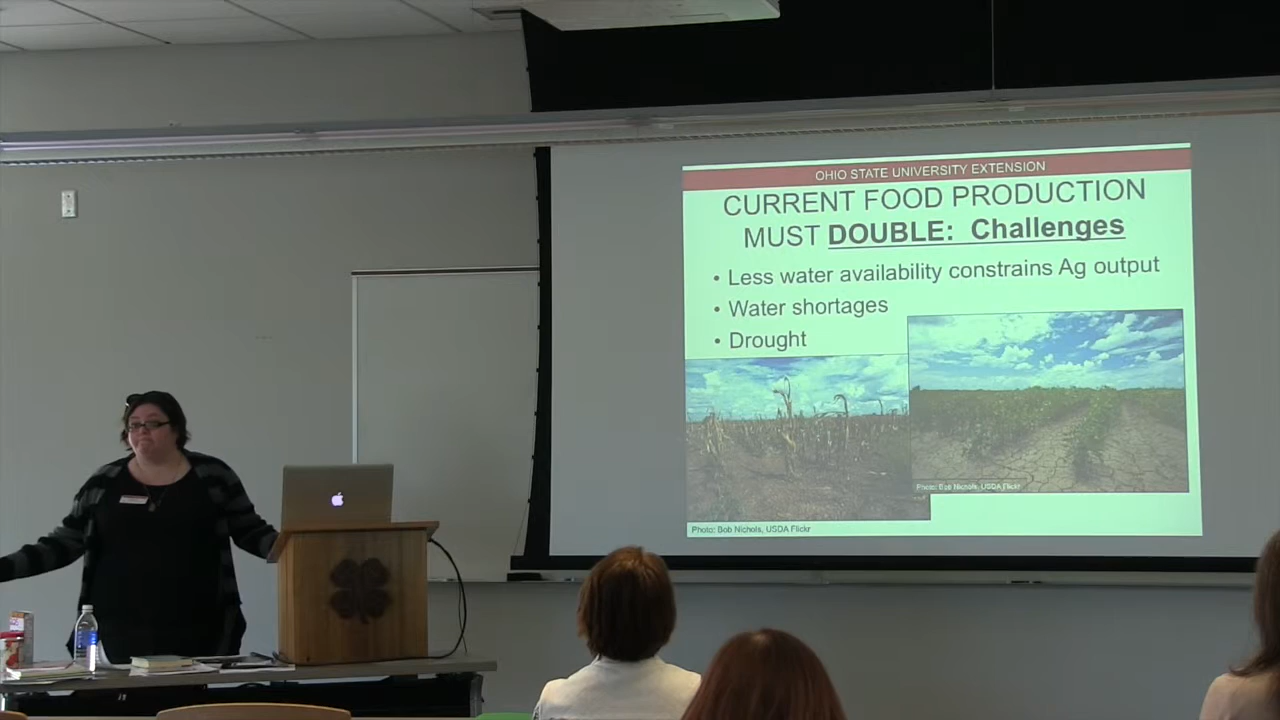 OHIO STATE UNIVERSITY EXTENSION
CURRENT FOOD PRODUCTION
MUST DOUBLE: Challenges
• Less water availability constrains Ag output
• Water shortages
• Drought
Photo: Bob Nichols, USDA Flickr
Photo: Bob Nichols, USDA Flickr